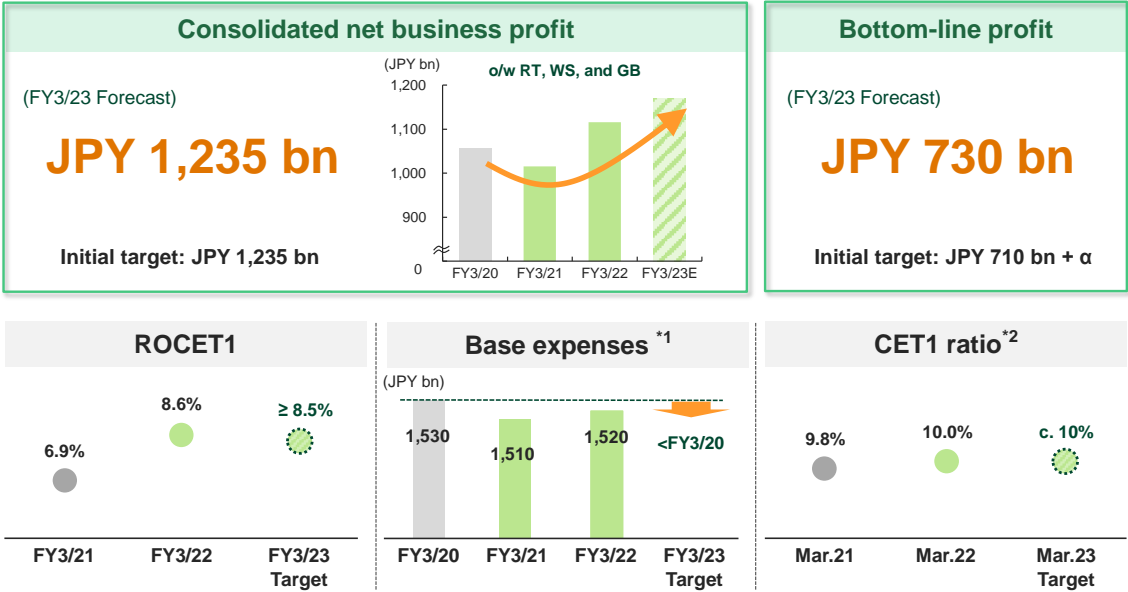 Consolidated net business profit
(FY3/23 Forecast)
JPY 1,235 bn
Initial target: JPY 1,235 bn
(JPY bn)
o/w RT, WS, and GB
1,200
1,100
1,000
900
0
FY3/20 FY3/21 FY3/22 FY3/23E
Bottom-line profit
(FY3/23 Forecast)
JPY 730 bn
Initial target: JPY 710 bn + α
ROCET1
6.9%
8.6%
≥ 8.5%
FY3/21 FY3/22 FY3/23
Target
Base expenses *1
(JPY bn)
1,530
1,510
1,520
<FY3/20
FY3/20 FY3/21 FY3/22 FY3/23
Target
CET1 ratio*2
9.8%
10.0%
c. 10%
Mar.21 Mar.22 Mar.23
Target